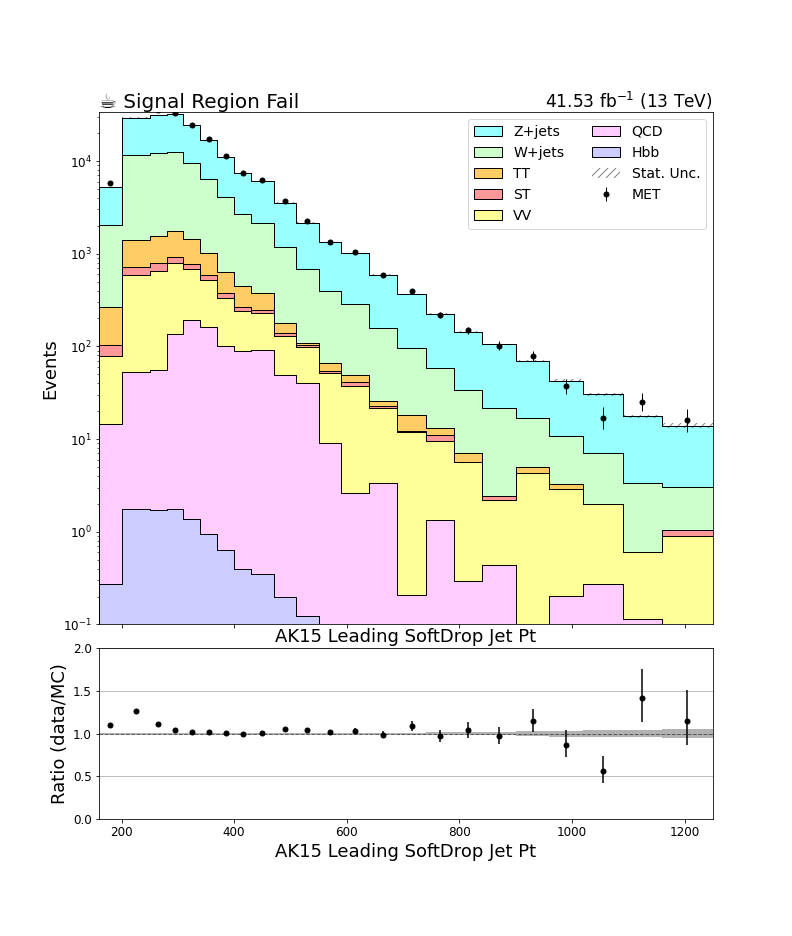 ☕ Signal Region Fail
41.53 fb⁻¹ (13 TeV)
Z+jets
W+jets
TT
ST
VV
QCD
Hbb
Stat. Unc.
MET
Events
10⁴
10³
10²
10¹
10⁰
10⁻¹
AK15 Leading SoftDrop Jet Pt
Ratio (data/MC)
2.0
1.5
1.0
0.5
0.0
200 400 600 800 1000 1200
AK15 Leading SoftDrop Jet Pt